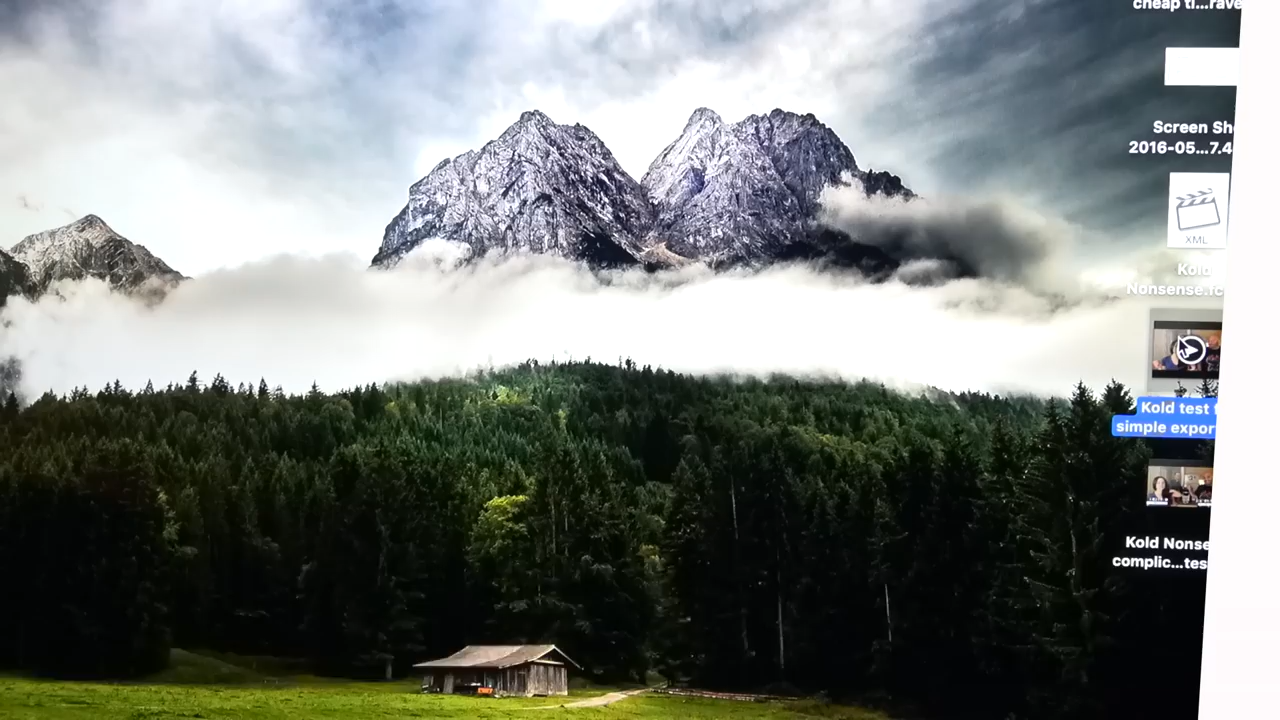 cheap ti...rave
Screen Sh
2016-05...7.4
XML
Kold
Nonsense.fc
Kold test
simple expor
Kold Nonse
complic...tes